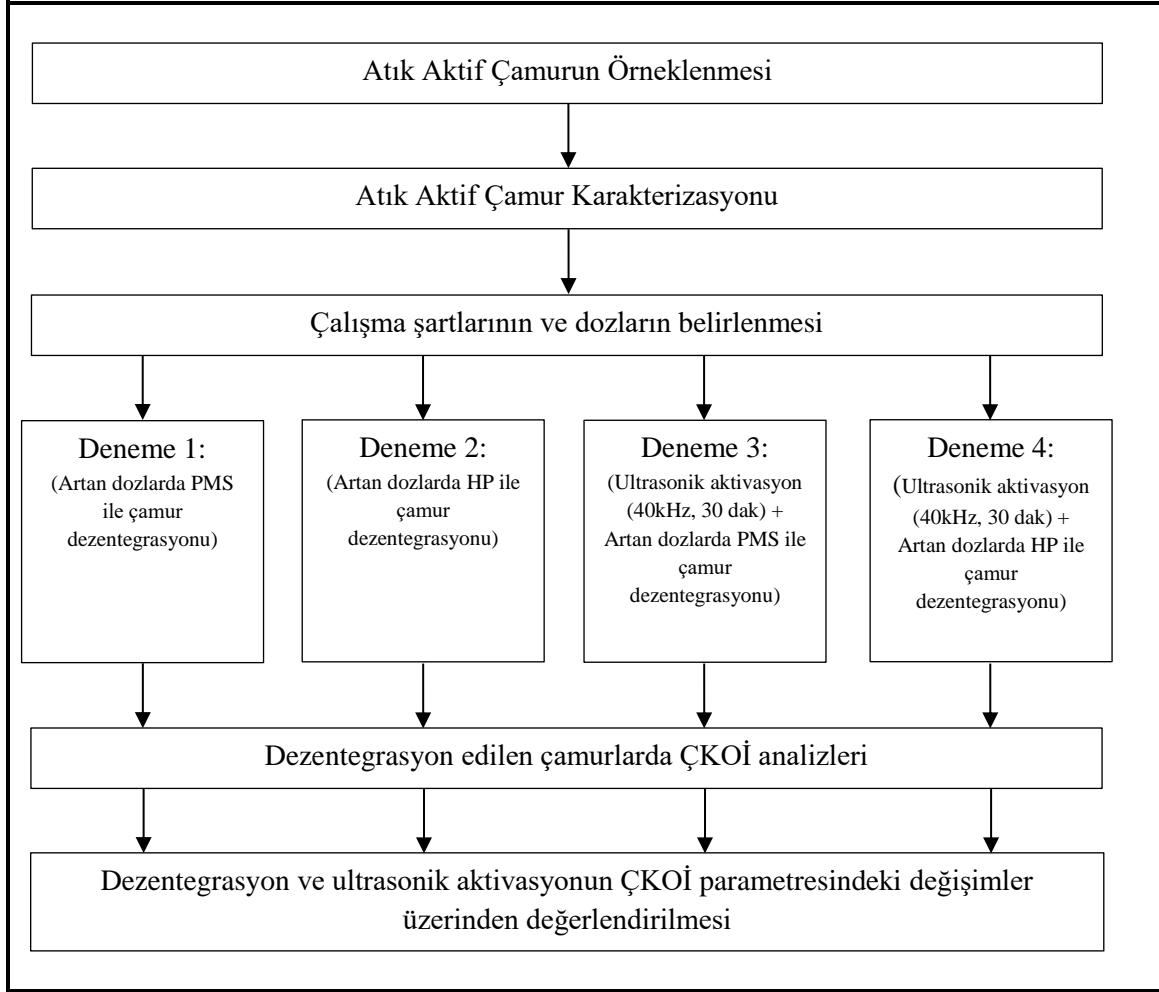 Atık Aktif Çamurun Örneklenmesi
Atık Aktif Çamur Karakterizasyonu
Çalışma şartlarının ve dozların belirlenmesi
Deneme 1:
(Artan dozlarda PMS
ile çamur
dezentegrasyonu)
Deneme 2:
(Artan dozlarda HP ile
çamur
dezentegrasyonu)
Deneme 3:
(Ultrasonik aktivasyon
(40kHz, 30 dak) +
Artan dozlarda PMS ile
çamur
dezentegrasyonu)
Deneme 4:
(Ultrasonik aktivasyon
(40kHz, 30 dak) +
Artan dozlarda HP ile
çamur
dezentegrasyonu)
Dezentegrasyon edilen çamurlarda ÇKOİ analizleri
Dezentegrasyon ve ultrasonik aktivasyonun ÇKOİ parametresindeki değişimler
üzerinden değerlendirilmesi